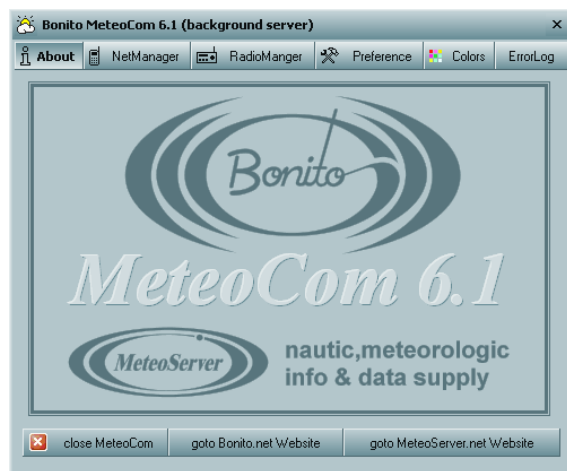 Bonito MeteoCom 6.1 (background server)
About NetManager RadioManger Preference Colors ErrorLog
Bonito
MeteoCom 6.1
MeteoServer
nautic,meteorologic
info & data supply
close MeteoCom goto Bonito.net Website goto MeteoServer.net Website